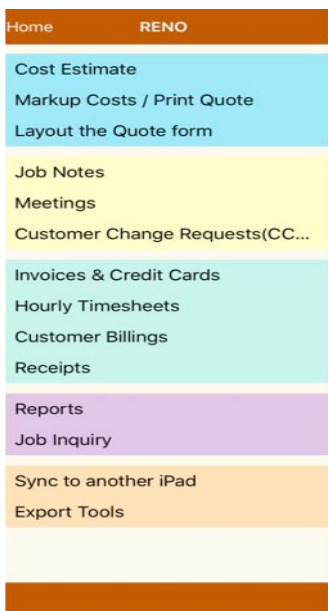 Home RENO
Cost Estimate
Markup Costs / Print Quote
Layout the Quote form
Job Notes
Meetings
Customer Change Requests(CC...
Invoices & Credit Cards
Hourly Timesheets
Customer Billings
Receipts
Reports
Job Inquiry
Sync to another iPad
Export Tools